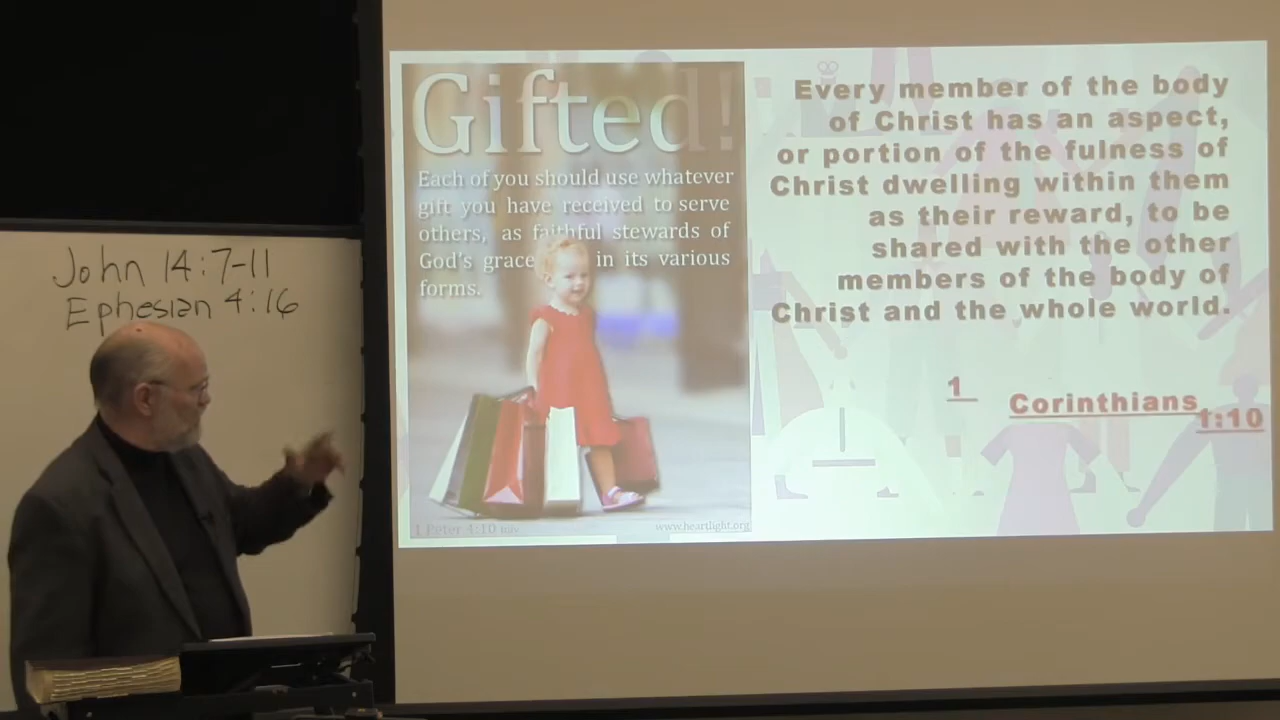 John 14:7-11
Ephesian 4:16
Gifted!
Each of you should use whatever
gift you have received to serve
others, as faithful stewards of
God's grace in its various
forms.
1 Peter 4:10 NIV
www.heartlight.org
Every member of the body
of Christ has an aspect,
or portion of the fulness of
Christ dwelling within them
as their reward, to be
shared with the other
members of the body of
Christ and the whole world.
1 Corinthians 1:10